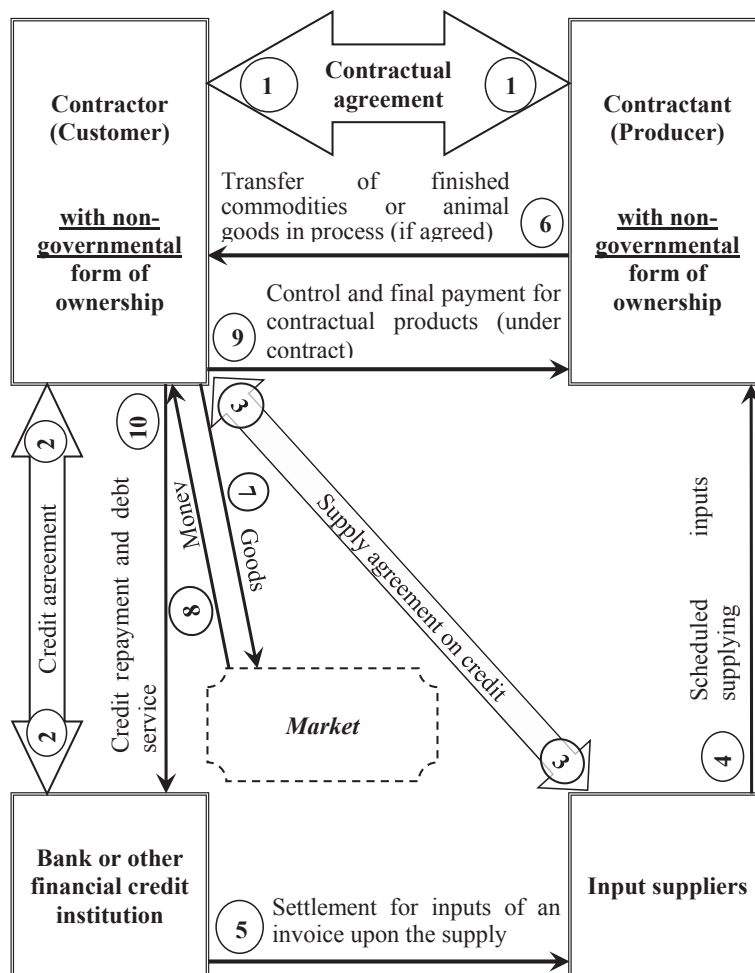 Contractor
(Customer)
with non-
governmental
form of
ownership
1
Contractual
agreement
1
Contractant
(Producer)
with non-
governmental
form of
ownership
Transfer of finished
commodities or animal
goods in process (if agreed)
6
9
Control and final payment for
contractual products (under
contract)
2
Credit agreement
2
10
Credit repayment and debt
service
8
Money
7
Goods
3
Supply agreement on credit
3
Market
4
Scheduled inputs
supplying
Bank or other
financial credit
institution
5
Settlement for inputs of an
invoice upon the supply
Input suppliers